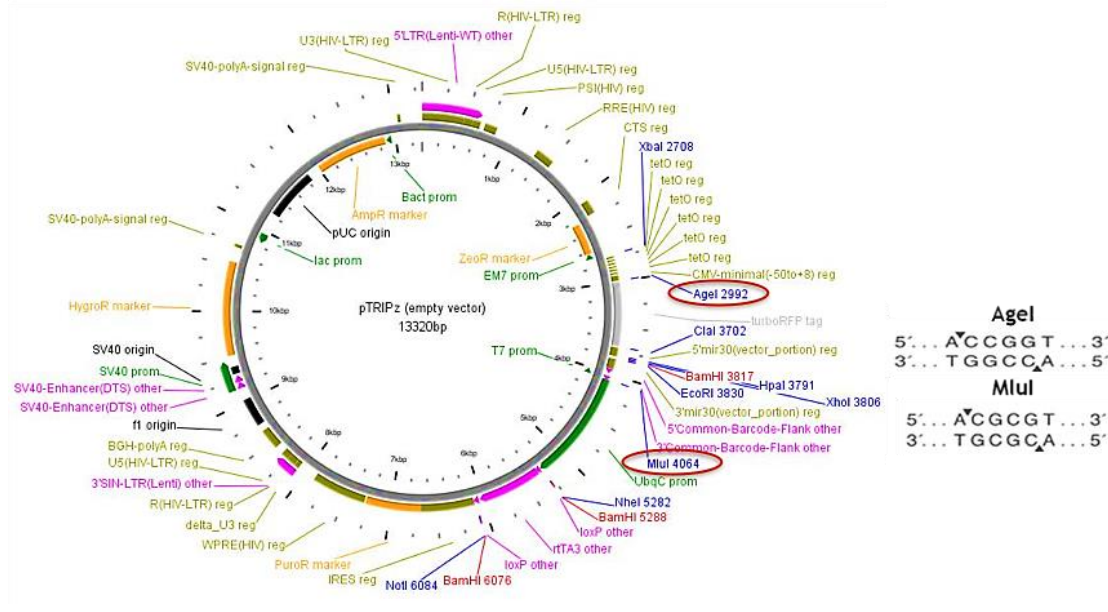 R(HIV-LTR) reg
U3(HIV-LTR) reg
5'LTR(Lenti-WT) other
SV40-polyA-signal reg
U5(HIV-LTR) reg
PSI(HIV) reg
RRE(HIV) reg
CTS reg
XbaI 2708
tetO reg
tetO reg
tetO reg
tetO reg
tetO reg
tetO reg
CMV-minimal(-50to+8) reg
AgeI 2992
turboRFP tag
ClaI 3702
5'mir30(vector_portion) reg
BamHI 3817
HpaI 3791
EcoRI 3830
XhoI 3806
3'mir30(vector_portion) reg
5'Common-Barcode-Flank other
3'Common-Barcode-Flank other
MluI 4064
UbqC prom
NheI 5282
BamHI 5288
loxP other
rtTA3 other
loxP other
BamHI 6076
NotI 6084
IRES reg
PuroR marker
WPRE(HIV) reg
delta_U3 reg
R(HIV-LTR) reg
3'SIN-LTR(Lenti) other
U5(HIV-LTR) reg
BGH-polyA reg
f1 origin
SV40-Enhancer(DTS) other
SV40-Enhancer(DTS) other
SV40 prom
SV40 origin
HygroR marker
SV40-polyA-signal reg
lac prom
pUC origin
AmpR marker
Bact prom
ZeoR marker
EM7 prom
T7 prom
pTRIPz (empty vector)
13320bp
1kbp
2kbp
3kbp
4kbp
5kbp
6kbp
7kbp
8kbp
9kbp
10kbp
11kbp
12kbp
13kbp
AgeI
5′... ACCGGT... 3′
3′... TGGCCA... 5′
MluI
5′... ACGCGT... 3′
3′... TGCGCA... 5′